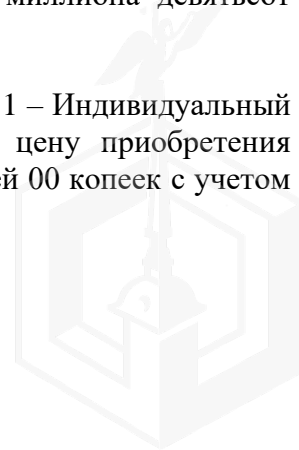 миллиона девятьсот
1 – Индивидуальный
цену приобретения
ей 00 копеек с учетом